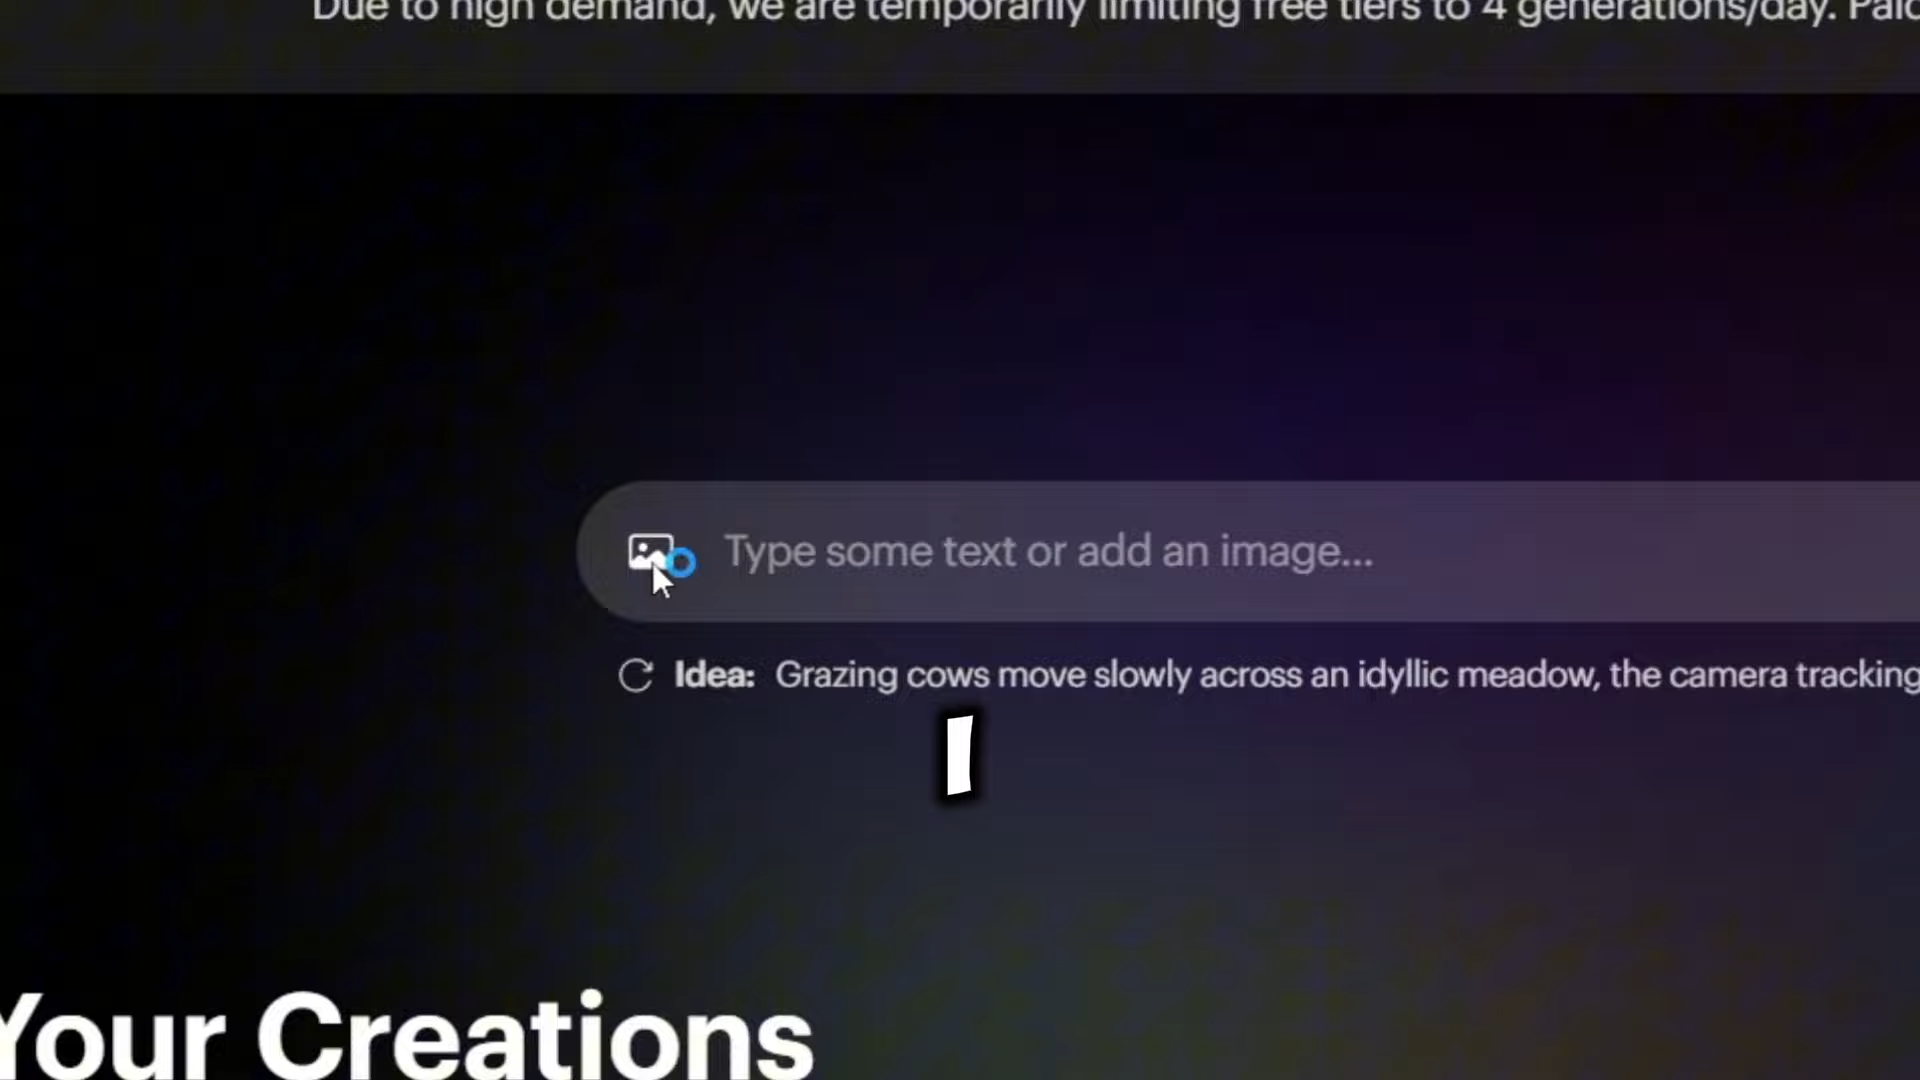 Due to high demand, we are temporarily limiting free tiers to 4 generations/day. Paid
Type some text or add an image...
Idea: Grazing cows move slowly across an idyllic meadow, the camera tracking
I
Your Creations